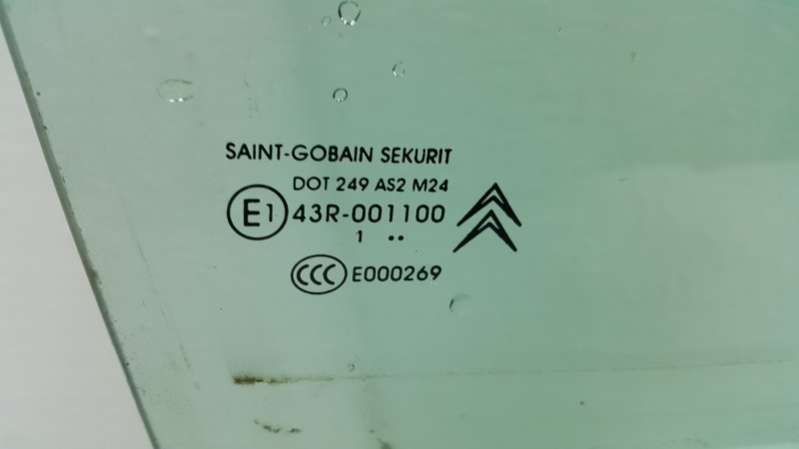 SAINT-GOBAIN SEKURIT
DOT 249 AS2 M24
E1 43R-001100
1 ••
CCC E000269